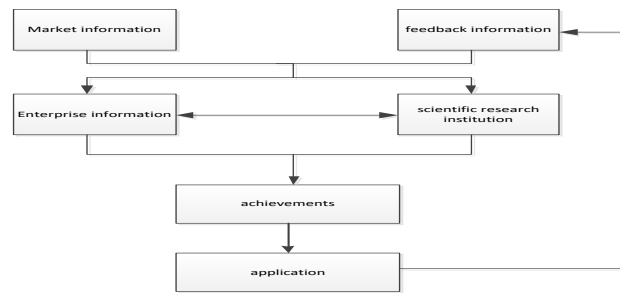 Market information
feedback information
Enterprise information
scientific research
institution
achievements
application